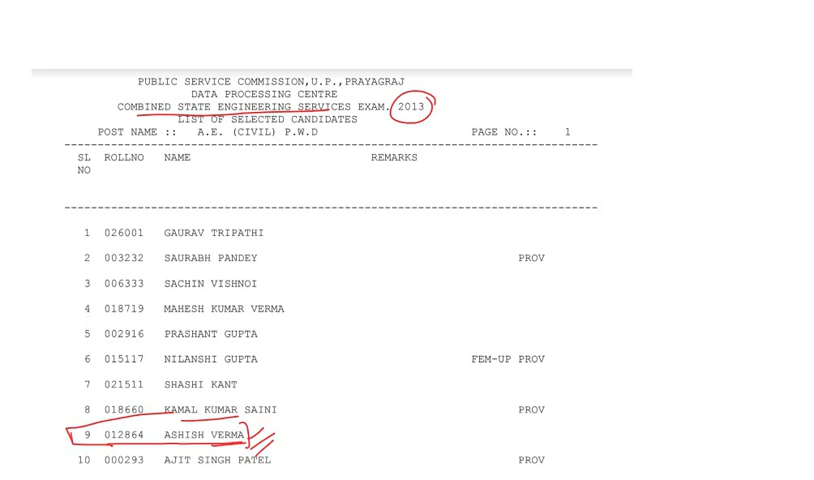 PUBLIC SERVICE COMMISSION,U.P.,PRAYAGRAJ
DATA PROCESSING CENTRE
COMBINED STATE ENGINEERING SERVICES EXAM. 2013
LIST OF SELECTED CANDIDATES
POST NAME :: A.E. (CIVIL) P.W.D PAGE NO.:: 1
SL ROLLNO NAME REMARKS
NO
1 026001 GAURAV TRIPATHI
2 003232 SAURABH PANDEY PROV
3 006333 SACHIN VISHNOI
4 018719 MAHESH KUMAR VERMA
5 002916 PRASHANT GUPTA
6 015117 NILANSHI GUPTA FEM-UP PROV
7 021511 SHASHI KANT
8 018660 KAMAL KUMAR SAINI PROV
9 012864 ASHISH VERMA
10 000293 AJIT SINGH PATEL PROV